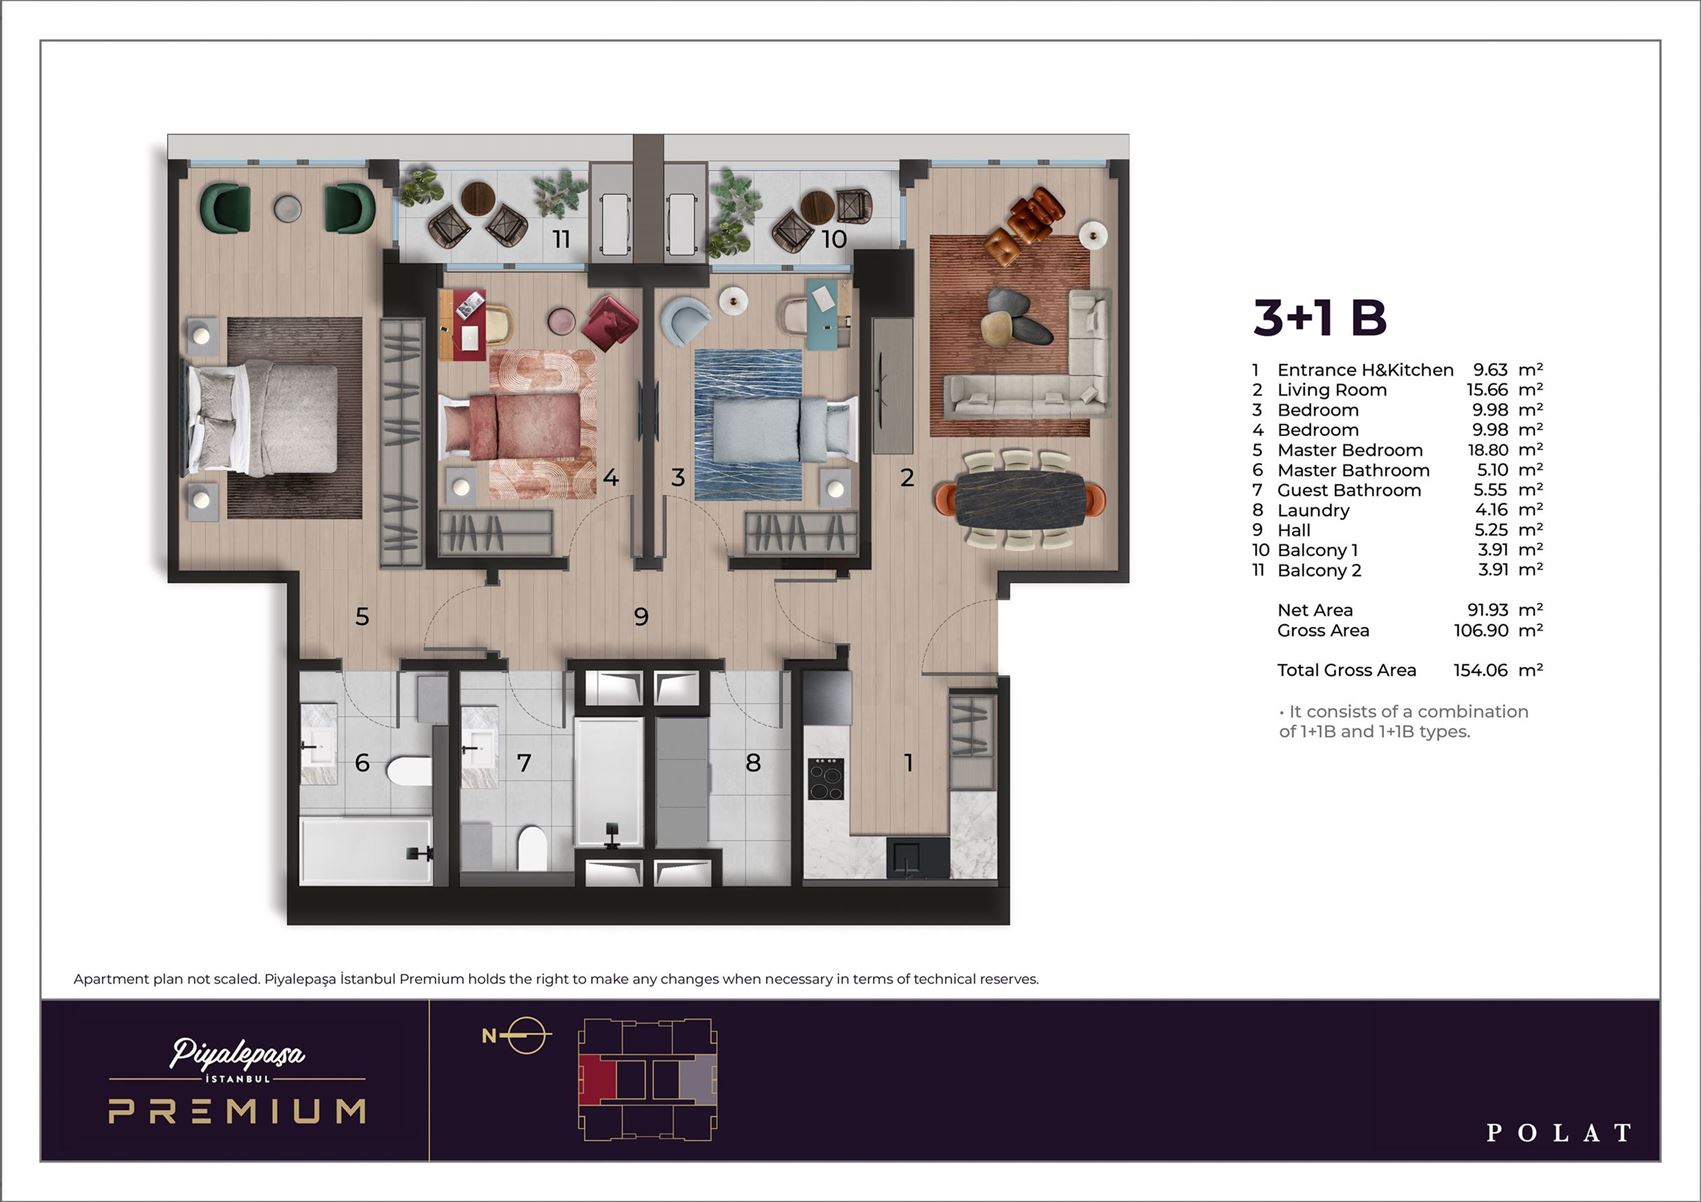 11
10
4
3
2
5
9
6
7
8
1
3+1 B
1 Entrance H&Kitchen 9.63 m²
2 Living Room 15.66 m²
3 Bedroom 9.98 m²
4 Bedroom 9.98 m²
5 Master Bedroom 18.80 m²
6 Master Bathroom 5.10 m²
7 Guest Bathroom 5.55 m²
8 Laundry 4.16 m²
9 Hall 5.25 m²
10 Balcony 1 3.91 m²
11 Balcony 2 3.91 m²
Net Area 91.93 m²
Gross Area 106.90 m²
Total Gross Area 154.06 m²
• It consists of a combination
of 1+1B and 1+1B types.
Apartment plan not scaled. Piyalepaşa İstanbul Premium holds the right to make any changes when necessary in terms of technical reserves.
Piyalepaşa
İSTANBUL
PREMIUM
N
POLAT